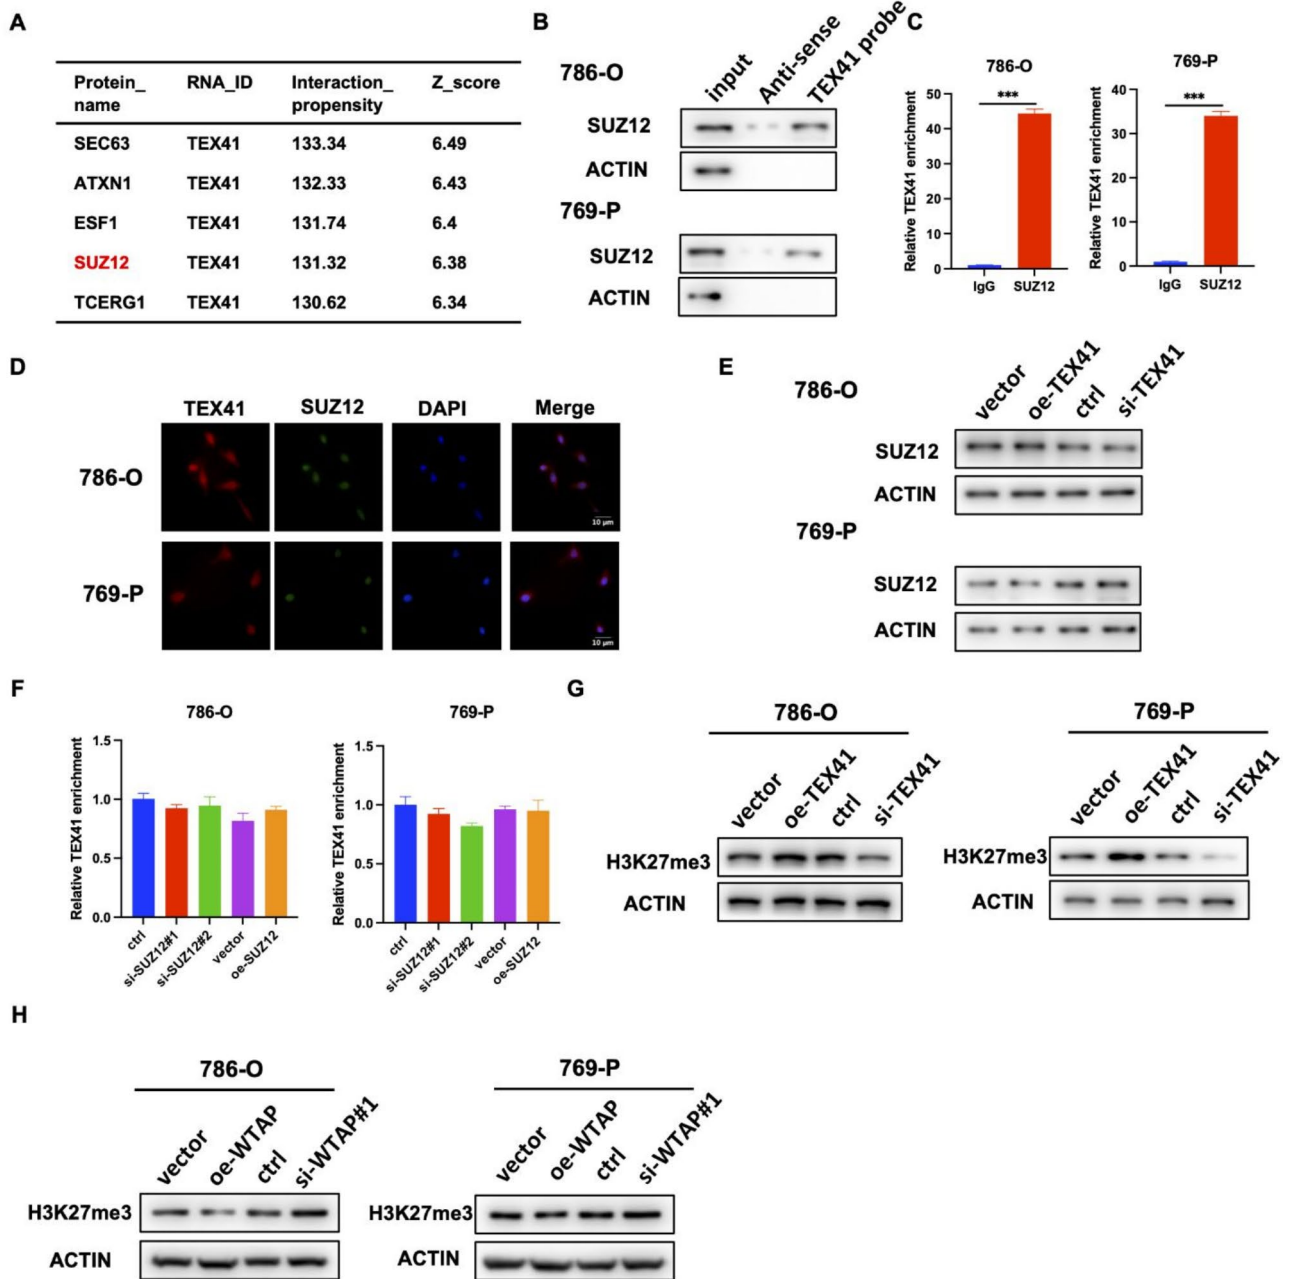 A
Protein_ RNA_ID Interaction_ Z_score
name propensity
SEC63 TEX41 133.34 6.49
ATXN1 TEX41 132.33 6.43
ESF1 TEX41 131.74 6.4
SUZ12 TEX41 131.32 6.38
TCERG1 TEX41 130.62 6.34
B
786-O
input Anti-sense TEX41 probe
SUZ12
ACTIN
769-P
SUZ12
ACTIN
C
786-O
Relative TEX41 enrichment
50
40
30
20
10
0
***
IgG SUZ12
769-P
Relative TEX41 enrichment
40
30
20
10
0
***
IgG SUZ12
D
TEX41 SUZ12 DAPI Merge
786-O
10 µm
769-P
10 µm
E
786-O
vector oe-TEX41 ctrl si-TEX41
SUZ12
ACTIN
769-P
SUZ12
ACTIN
F
786-O
Relative TEX41 enrichment
1.5
1.0
0.5
0.0
ctrl si-SUZ12#1 si-SUZ12#2 vector oe-SUZ12
769-P
Relative TEX41 enrichment
1.5
1.0
0.5
0.0
ctrl si-SUZ12#1 si-SUZ12#2 vector oe-SUZ12
G
786-O
vector oe-TEX41 ctrl si-TEX41
H3K27me3
ACTIN
769-P
vector oe-TEX41 ctrl si-TEX41
H3K27me3
ACTIN
H
786-O
vector oe-WTAP ctrl si-WTAP#1
H3K27me3
ACTIN
769-P
vector oe-WTAP ctrl si-WTAP#1
H3K27me3
ACTIN